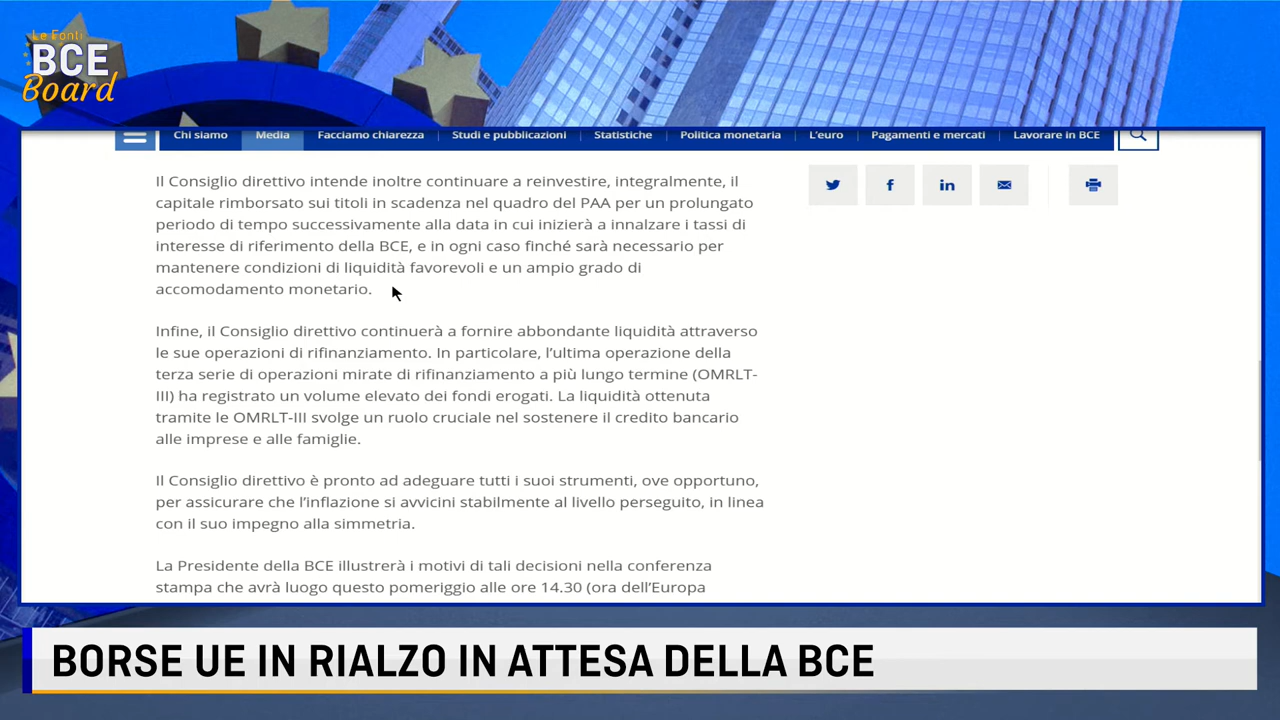 Le Fonti
BCE
Board
Chi siamo
Media
Facciamo chiarezza
Studi e pubblicazioni
Statistiche
Politica monetaria
L'euro
Pagamenti e mercati
Lavorare in BCE
Il Consiglio direttivo intende inoltre continuare a reinvestire, integralmente, il
capitale rimborsato sui titoli in scadenza nel quadro del PAA per un prolungato
periodo di tempo successivamente alla data in cui inizierà a innalzare i tassi di
interesse di riferimento della BCE, e in ogni caso finché sarà necessario per
mantenere condizioni di liquidità favorevoli e un ampio grado di
accomodamento monetario.
Infine, il Consiglio direttivo continuerà a fornire abbondante liquidità attraverso
le sue operazioni di rifinanziamento. In particolare, l'ultima operazione della
terza serie di operazioni mirate di rifinanziamento a più lungo termine (OMRLT-
III) ha registrato un volume elevato dei fondi erogati. La liquidità ottenuta
tramite le OMRLT-III svolge un ruolo cruciale nel sostenere il credito bancario
alle imprese e alle famiglie.
Il Consiglio direttivo è pronto ad adeguare tutti i suoi strumenti, ove opportuno,
per assicurare che l'inflazione si avvicini stabilmente al livello perseguito, in linea
con il suo impegno alla simmetria.
La Presidente della BCE illustrerà i motivi di tali decisioni nella conferenza
stampa che avrà luogo questo pomeriggio alle ore 14.30 (ora dell'Europa
BORSE UE IN RIALZO IN ATTESA DELLA BCE